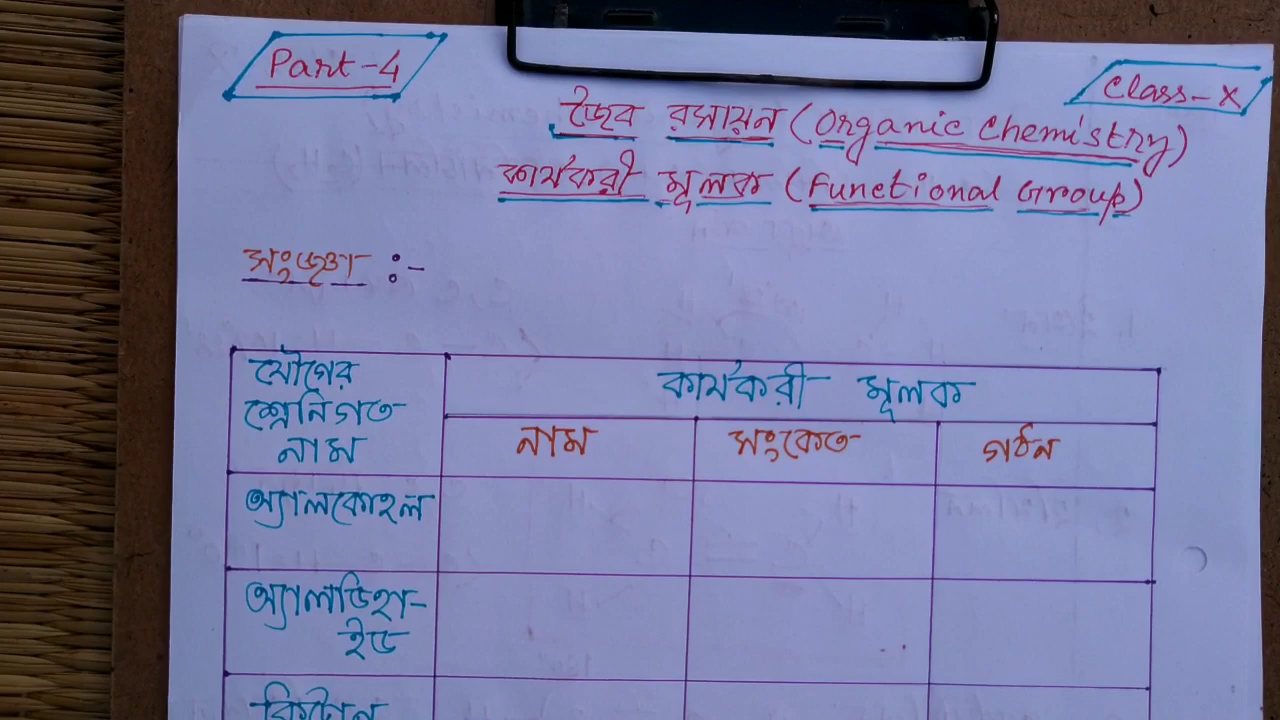 Part-4
Class-X
জৈব রসায়ন (Organic Chemistry)
কার্যকরী মূলক (Functional Group)
সংজ্ঞা :-
যৌগের
শ্রেনিগত
নাম
কার্যকরী মূলক
নাম
সংকেত
গঠন
অ্যালকোহল
অ্যালডিহা-
ইড
কিটোন